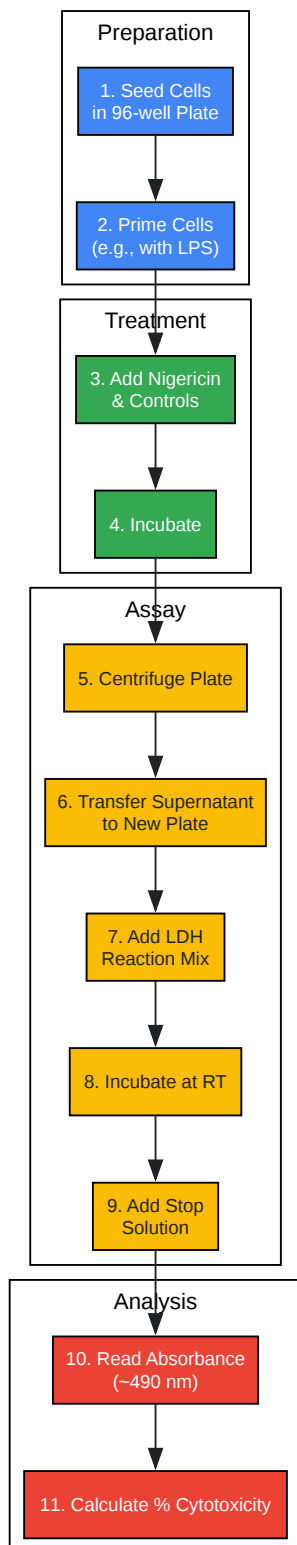 Preparation
1. Seed Cells
in 96-well Plate
2. Prime Cells
(e.g., with LPS)
Treatment
3. Add Nigericin
& Controls
4. Incubate
Assay
5. Centrifuge Plate
6. Transfer Supernatant
to New Plate
7. Add LDH
Reaction Mix
8. Incubate at RT
9. Add Stop
Solution
Analysis
10. Read Absorbance
(~490 nm)
11. Calculate % Cytotoxicity